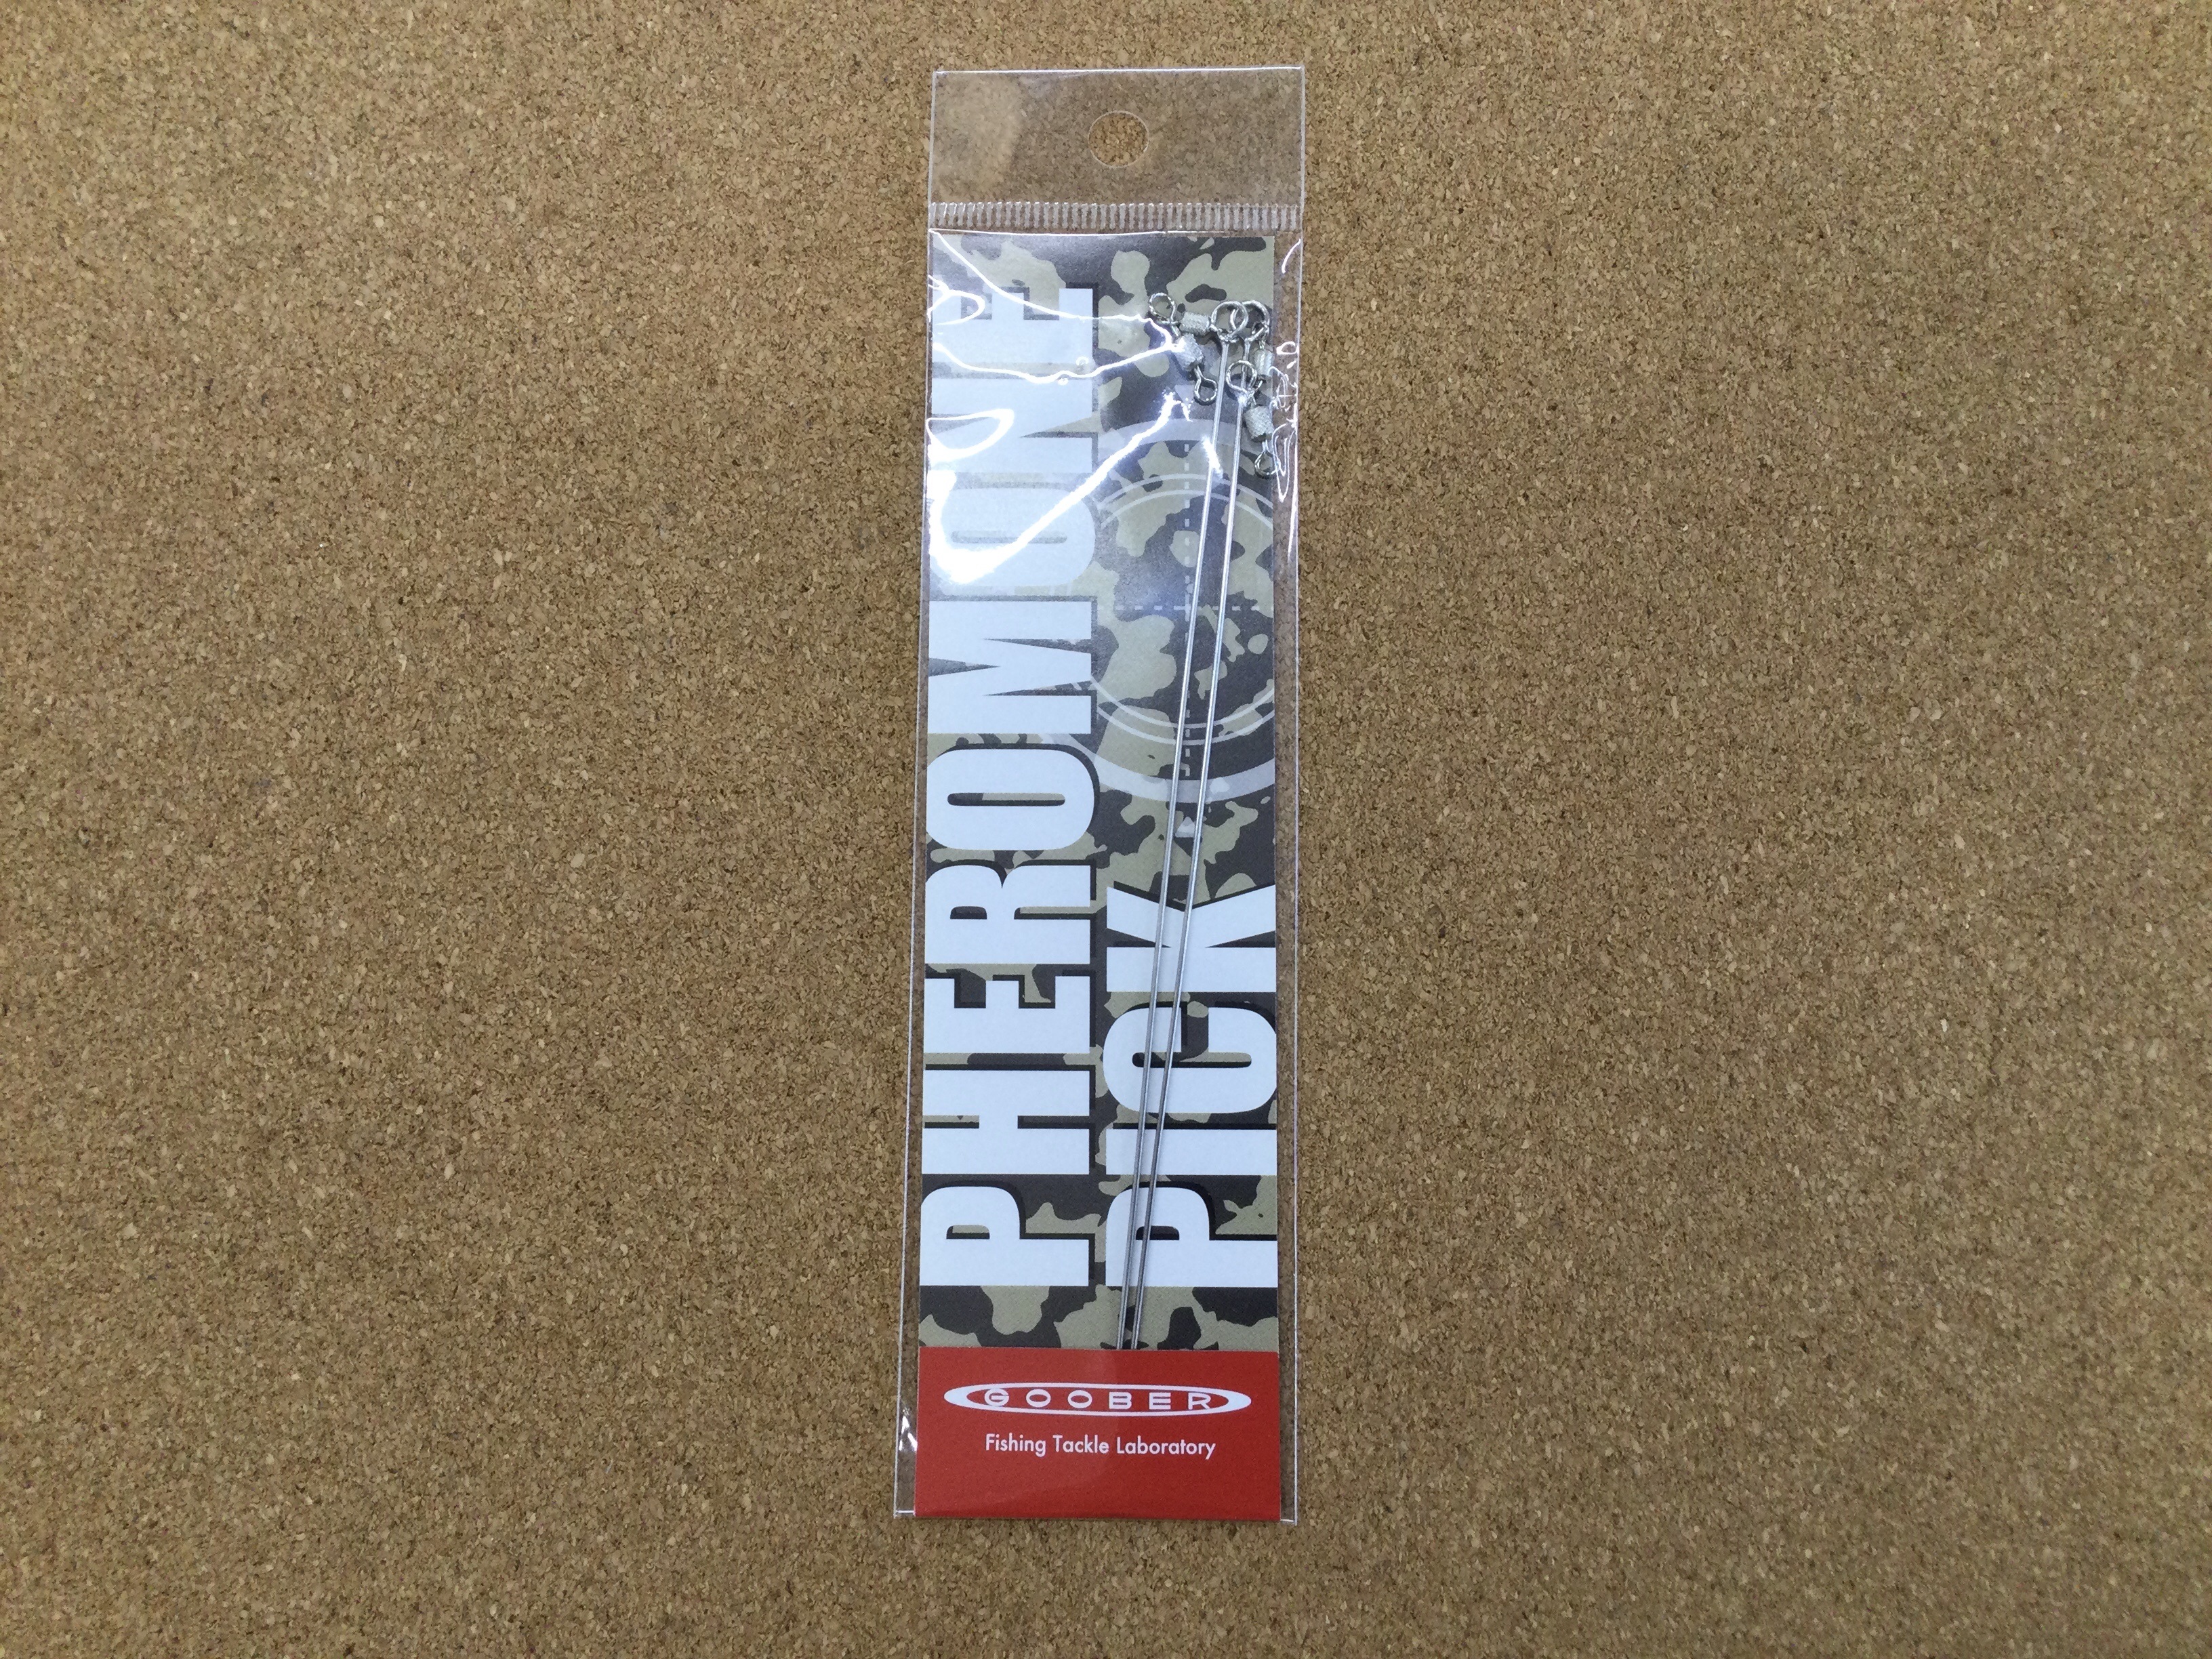 PHEROMONE
PICK
GOOBER
Fishing Tackle Laboratory